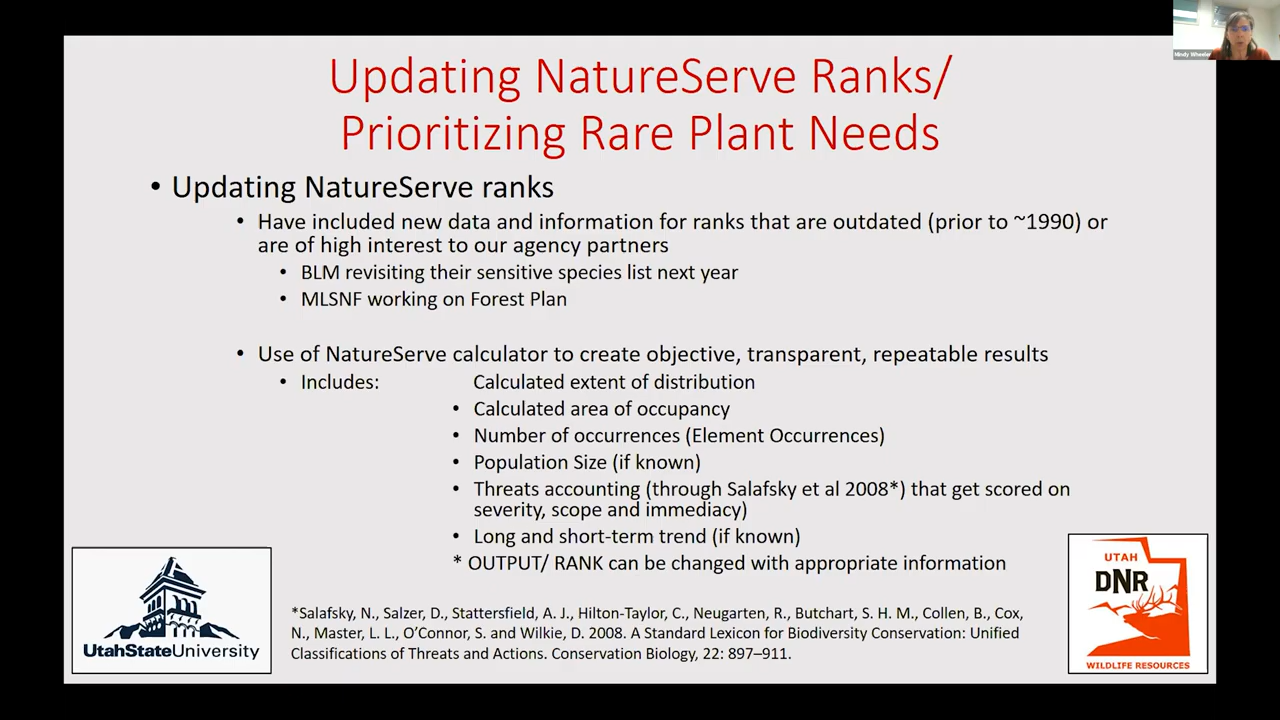 Updating NatureServe Ranks/
Prioritizing Rare Plant Needs
• Updating NatureServe ranks
• Have included new data and information for ranks that are outdated (prior to ~1990) or
are of high interest to our agency partners
• BLM revisiting their sensitive species list next year
• MLSNF working on Forest Plan
• Use of NatureServe calculator to create objective, transparent, repeatable results
• Includes: Calculated extent of distribution
• Calculated area of occupancy
• Number of occurrences (Element Occurrences)
• Population Size (if known)
• Threats accounting (through Salafsky et al 2008*) that get scored on
severity, scope and immediacy)
• Long and short-term trend (if known)
* OUTPUT/ RANK can be changed with appropriate information
*Salafsky, N., Salzer, D., Stattersfield, A. J., Hilton-Taylor, C., Neugarten, R., Butchart, S. H. M., Collen, B., Cox,
N., Master, L. L., O’Connor, S. and Wilkie, D. 2008. A Standard Lexicon for Biodiversity Conservation: Unified
Classifications of Threats and Actions. Conservation Biology, 22: 897–911.
UtahStateUniversity
UTAH
DNR
WILDLIFE RESOURCES
Mindy Wheeler